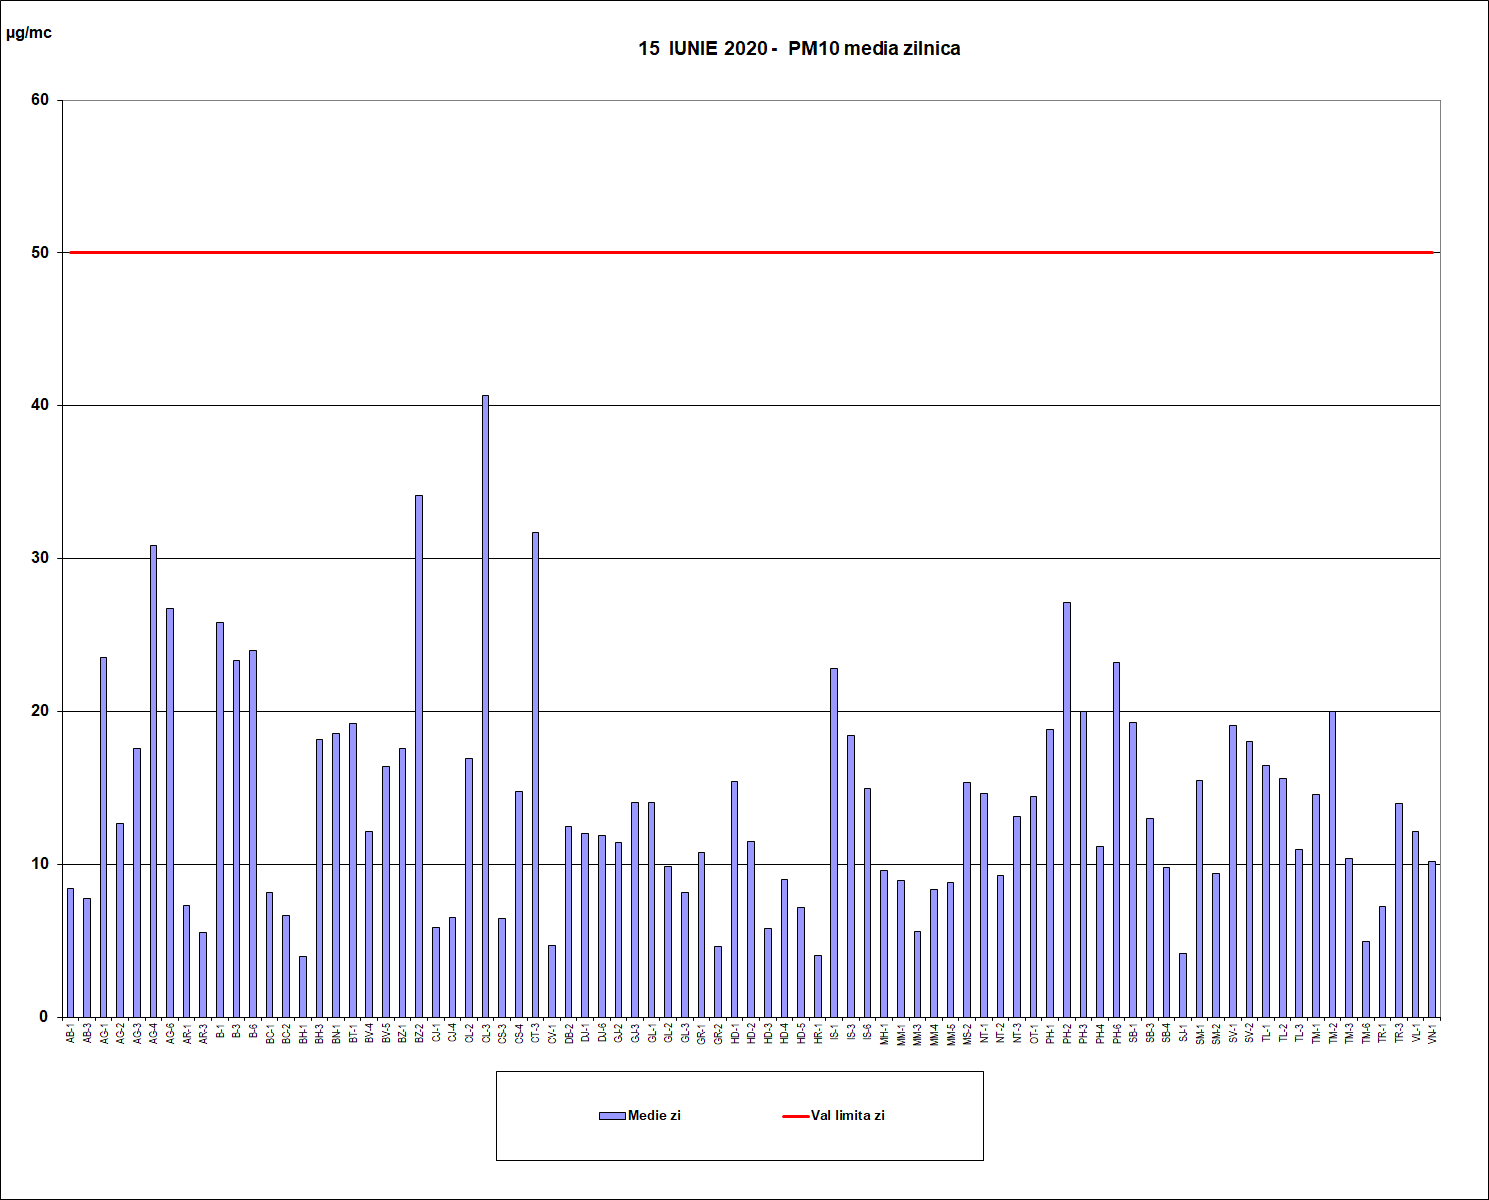 µg/mc
15 IUNIE 2020 - PM10 media zilnica
60
50
40
30
20
10
0
AB-1 AB-3 AG-1 AG-2 AG-3 AG-4 AG-6 AR-1 AR-3 B-1 B-3 B-6 BC-1 BC-2 BH-1 BH-3 BN-1 BT-1 BV-4 BV-5 BZ-1 BZ-2 CJ-1 CJ-4 CL-2 CL-3 CS-3 CS-4 CT-3 CV-1 DB-2 DJ-1 DJ-6 GJ-2 GJ-3 GL-1 GL-2 GL-3 GR-1 GR-2 HD-1 HD-2 HD-3 HD-4 HD-5 HR-1 IS-1 IS-3 IS-6 MH-1 MM-1 MM-3 MM-4 MM-5 MS-2 NT-1 NT-2 NT-3 OT-1 PH-1 PH-2 PH-3 PH-4 PH-6 SB-1 SB-3 SB-4 SJ-1 SM-1 SM-2 SV-1 SV-2 TL-1 TL-2 TL-3 TM-1 TM-2 TM-3 TM-6 TR-1 TR-3 VL-1 VN-1
Medie zi Val limita zi